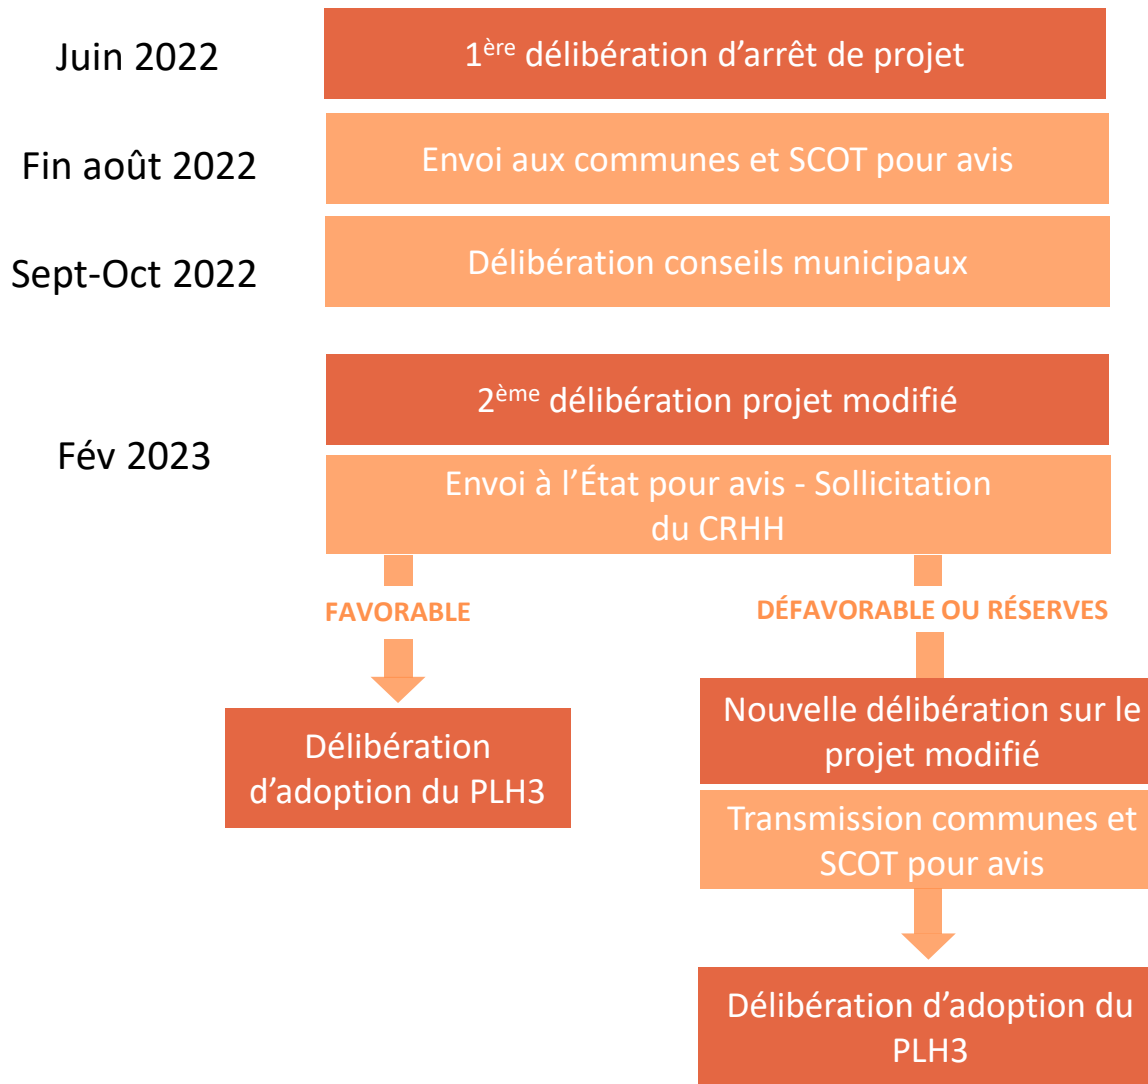 Juin 2022
1ère délibération d'arrêt de projet
Fin août 2022
Envoi aux communes et SCOT pour avis
Sept-Oct 2022
Délibération conseils municipaux
Fév 2023
2ème délibération projet modifié
Envoi à l'État pour avis - Sollicitation
du CRHH
FAVORABLE
Délibération
d'adoption du PLH3
DÉFAVORABLE OU RÉSERVES
Nouvelle délibération sur le
projet modifié
Transmission communes et
SCOT pour avis
Délibération d'adoption du
PLH3